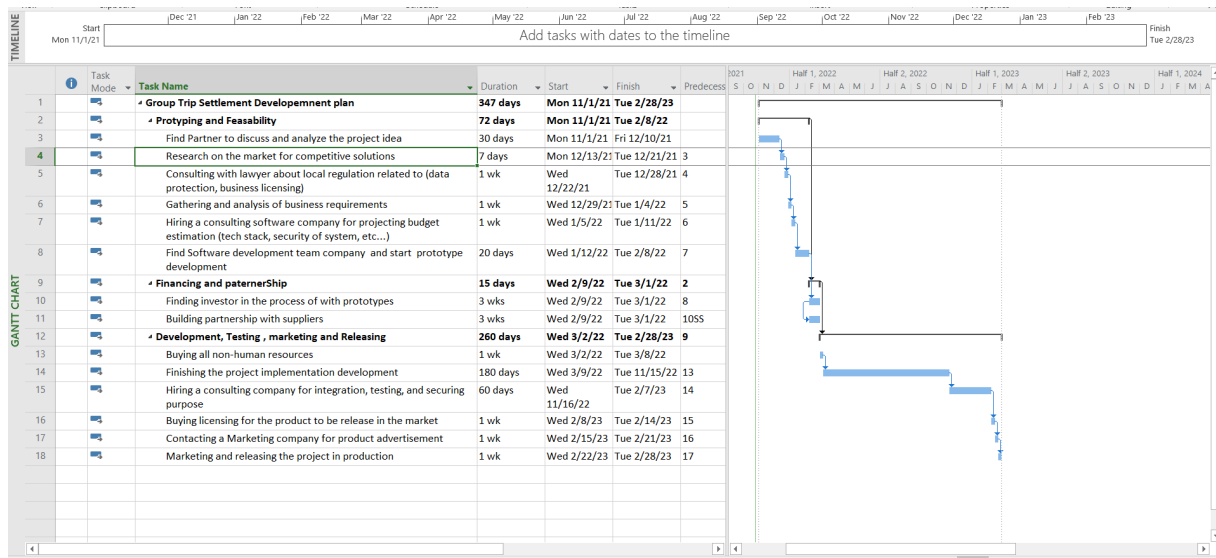 Dec '21 Jan '22 Feb '22 Mar '22 Apr '22 May '22 Jun '22 Jul '22 Aug '22 Sep '22 Oct '22 Nov '22 Dec '22 Jan '23 Feb '23
TIMELINE
Start
Mon 11/1/21
Add tasks with dates to the timeline
Finish
Tue 2/28/23
Task Mode Task Name Duration Start Finish Predecess
2021 Half 1, 2022 Half 2, 2022 Half 1, 2023 Half 2, 2023 Half 1, 2024
S O N D J F M A M J J A S O N D J F M A M J J A S O N D J F M A
GANTT CHART
1 Group Trip Settlement Developemnent plan 347 days Mon 11/1/21 Tue 2/28/23
2 Protyping and Feasability 72 days Mon 11/1/21 Tue 2/8/22
3 Find Partner to discuss and analyze the project idea 30 days Mon 11/1/21 Fri 12/10/21
4 Research on the market for competitive solutions 7 days Mon 12/13/21 Tue 12/21/21 3
5 Consulting with lawyer about local regulation related to (data 1 wk Wed Tue 12/28/21 4
protection, business licensing) 12/22/21
6 Gathering and analysis of business requirements 1 wk Wed 12/29/21 Tue 1/4/22 5
7 Hiring a consulting software company for projecting budget 1 wk Wed 1/5/22 Tue 1/11/22 6
estimation (tech stack, security of system, etc...)
8 Find Software development team company and start prototype 20 days Wed 1/12/22 Tue 2/8/22 7
development
9 Financing and paternerShip 15 days Wed 2/9/22 Tue 3/1/22 2
10 Finding investor in the process of with prototypes 3 wks Wed 2/9/22 Tue 3/1/22 8
11 Building partnership with suppliers 3 wks Wed 2/9/22 Tue 3/1/22 10SS
12 Development, Testing , marketing and Releasing 260 days Wed 3/2/22 Tue 2/28/23 9
13 Buying all non-human resources 1 wk Wed 3/2/22 Tue 3/8/22
14 Finishing the project implementation development 180 days Wed 3/9/22 Tue 11/15/22 13
15 Hiring a consulting company for integration, testing, and securing 60 days Wed Tue 2/7/23 14
purpose 11/16/22
16 Buying licensing for the product to be release in the market 1 wk Wed 2/8/23 Tue 2/14/23 15
17 Contacting a Marketing company for product advertisement 1 wk Wed 2/15/23 Tue 2/21/23 16
18 Marketing and releasing the project in production 1 wk Wed 2/22/23 Tue 2/28/23 17